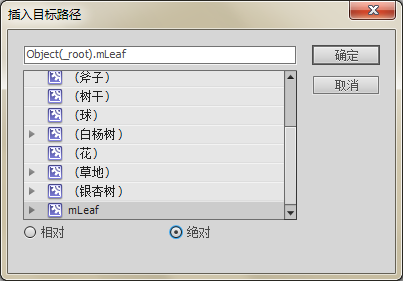 插入目标路径
Object(_root).mLeaf
确定
取消
(斧子)
(树干)
(球)
(白杨树)
(花)
(草地)
(银杏树)
mLeaf
相对
绝对